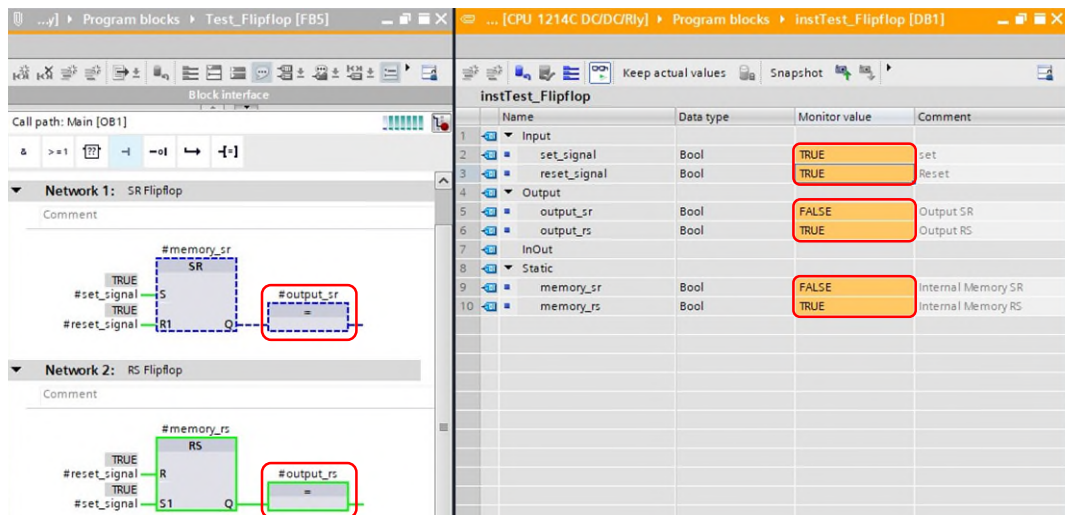 ...y] ▸ Program blocks ▸ Test_Flipflop [FB5]
Block interface
Call path: Main [OB1]
& >=1 [??] ⊣ -o| ↦ -[=]
Network 1: SR Flipflop
Comment
#memory_sr
SR
TRUE
#set_signal S
TRUE
#reset_signal R1 Q
#output_sr
=
Network 2: RS Flipflop
Comment
#memory_rs
RS
TRUE
#reset_signal R
TRUE
#set_signal S1 Q
#output_rs
=
... [CPU 1214C DC/DC/Rly] ▸ Program blocks ▸ instTest_Flipflop [DB1]
Keep actual values Snapshot
instTest_Flipflop
Name Data type Monitor value Comment
1 Input
2 set_signal Bool TRUE set
3 reset_signal Bool TRUE Reset
4 Output
5 output_sr Bool FALSE Output SR
6 output_rs Bool TRUE Output RS
7 InOut
8 Static
9 memory_sr Bool FALSE Internal Memory SR
10 memory_rs Bool TRUE Internal Memory RS